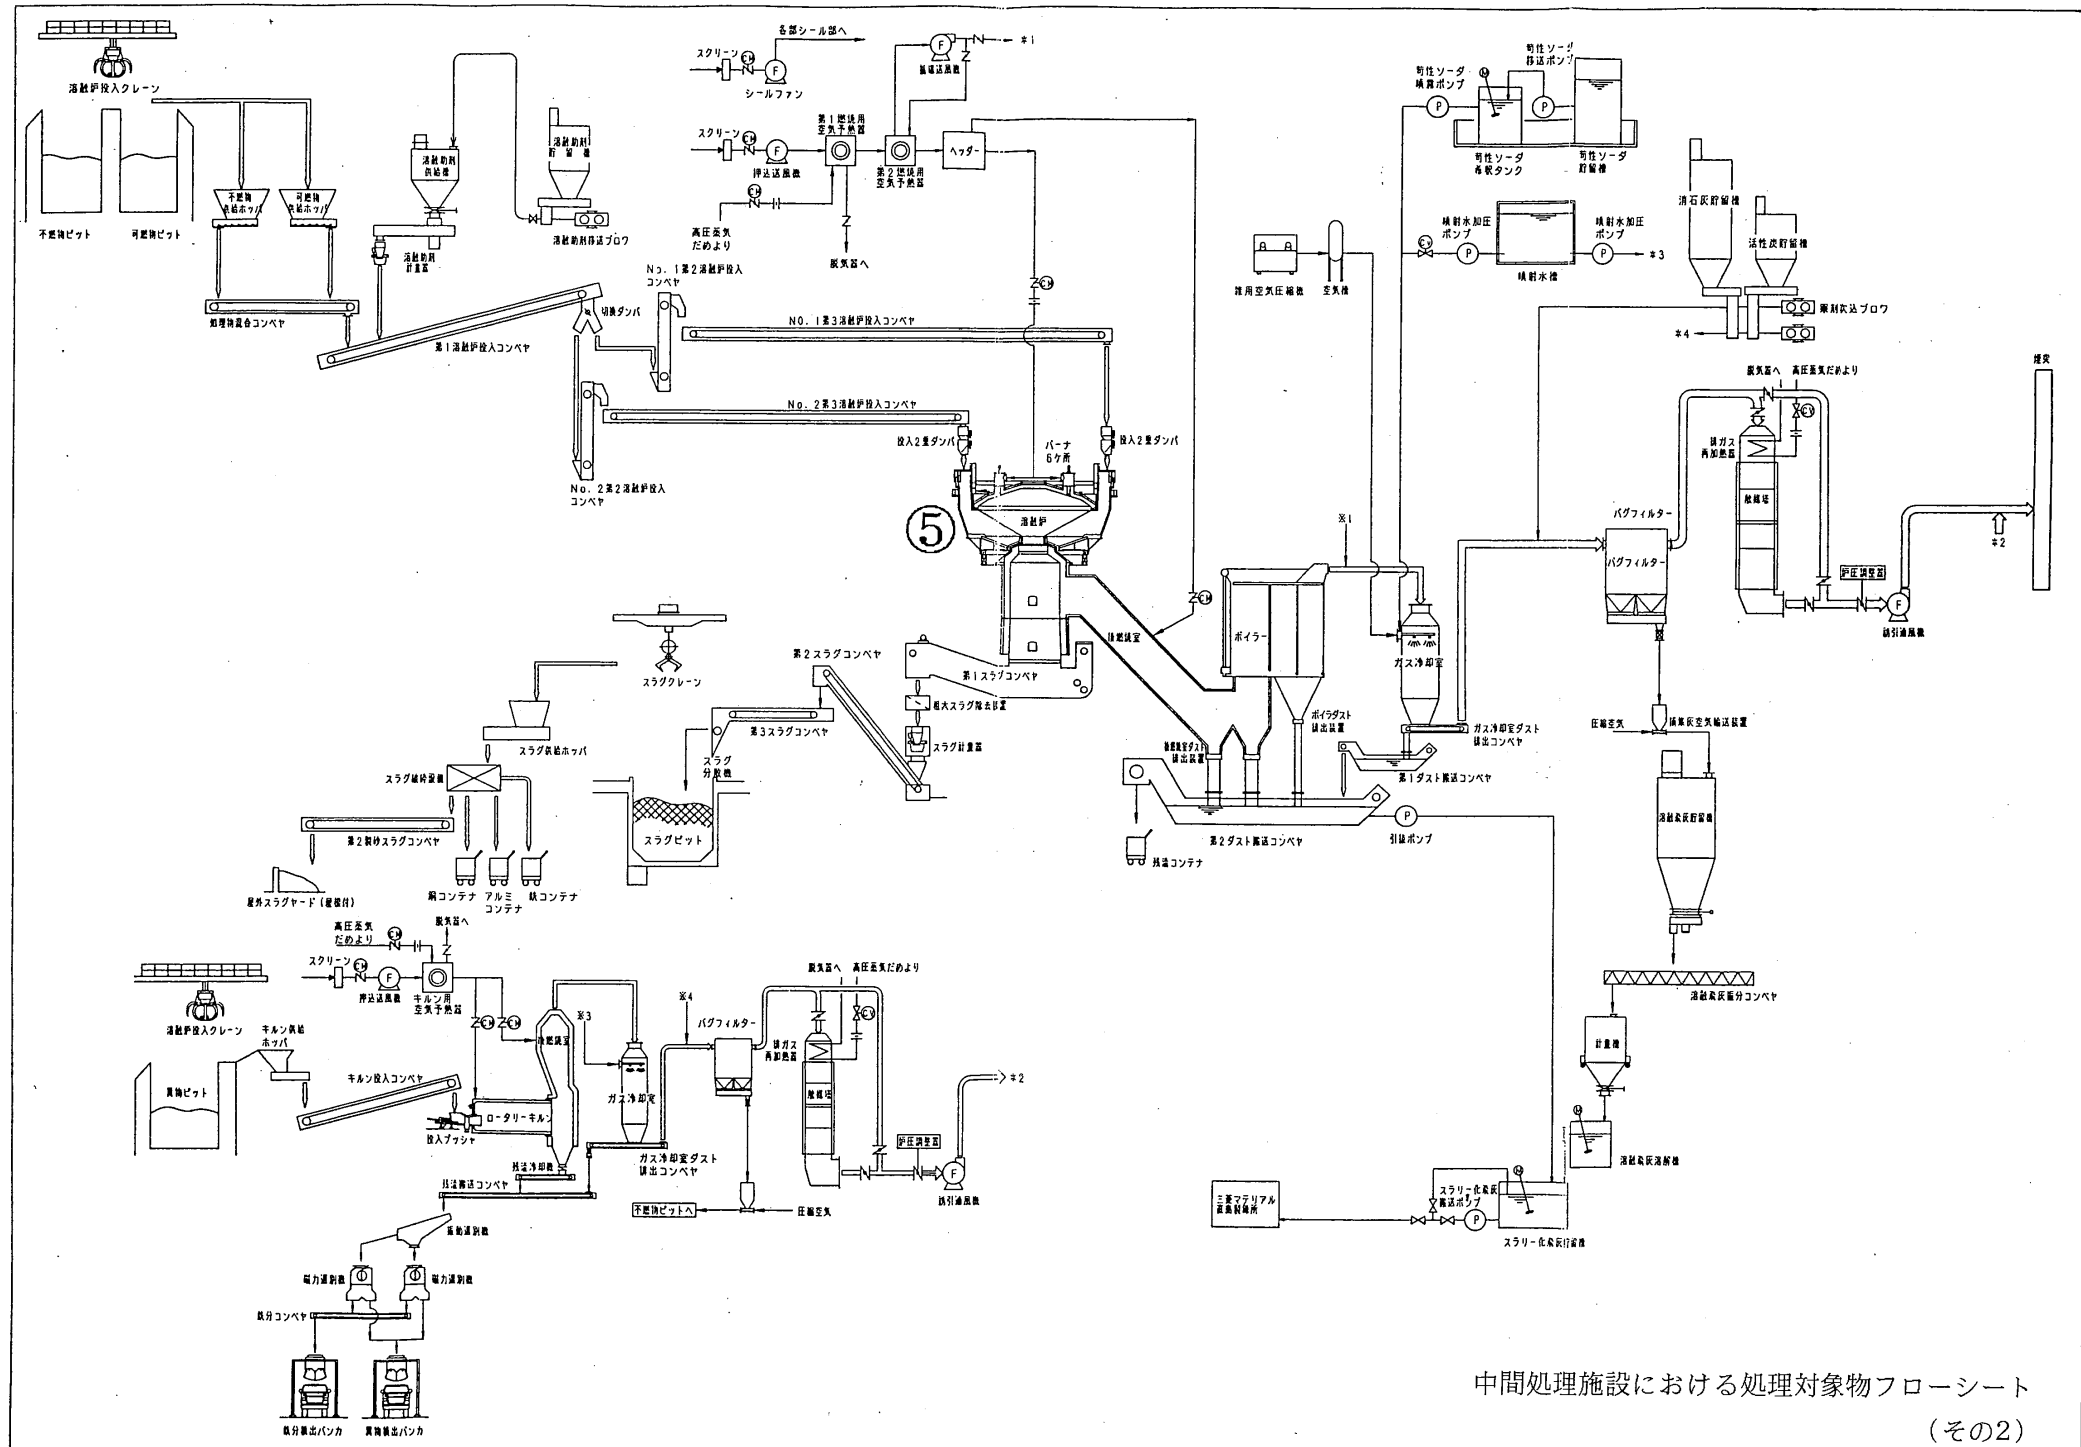 溶融炉投入クレーン
不燃物ピット
可燃物ピット
不燃物
供給ホッパ
可燃物
供給ホッパ
処理物混合コンベヤ
溶融助剤
供給槽
溶融助剤
貯留槽
溶融助剤移送ブロワ
溶融助剤
計量器
第1溶融炉投入コンベヤ
切換ダンパ
No. 1第2溶融炉投入
コンベヤ
NO. 1第3溶融炉投入コンベヤ
No. 2第3溶融炉投入コンベヤ
No. 2第2溶融炉投入
コンベヤ
投入2重ダンパ
投入2重ダンパ
バーナ
6ケ所
溶融炉
⑤
各部シール部へ
スクリーン
CM
F
シールファン
F
循環送風機
*1
スクリーン
CM
F
押込送風機
第1燃焼用
空気予熱器
第2燃焼用
空気予熱器
ヘッダー
CM
高圧蒸気
だめより
脱気器へ
CM
CM
雑用空気圧縮機
空気槽
苛性ソーダ
噴霧ポンプ
苛性ソーダ
移送ポンプ
P
M
P
苛性ソーダ
希釈タンク
苛性ソーダ
貯留槽
噴射水加圧
ポンプ
噴射水加圧
ポンプ
CV
P
P
*3
噴射水槽
消石灰貯留槽
活性炭貯留槽
薬剤吹込ブロワ
*4
煙突
脱気器へ
高圧蒸気だめより
CV
排ガス
再加熱器
触媒塔
バグフィルター
バグフィルター
炉圧調整器
F
誘引通風機
*2
※1
後燃焼室
ボイラー
ガス冷却室
ボイラダスト
排出装置
後燃焼室ダスト
排出装置
ガス冷却室ダスト
排出コンベヤ
第1ダスト搬送コンベヤ
第2ダスト搬送コンベヤ
P
引抜ポンプ
残渣コンテナ
圧縮空気
捕集灰空気輸送装置
溶融飛灰貯留槽
溶融飛灰振分コンベヤ
計量機
M
溶融飛灰溶解槽
M
スラリー化飛灰
搬送ポンプ
P
スラリー化飛灰貯留槽
三菱マテリアル
直島製錬所
スラグクレーン
スラグ供給ホッパ
スラグ破砕設備
第2製砂スラグコンベヤ
屋外スラグヤード(屋根付)
銅コンテナ
アルミ
コンテナ
鉄コンテナ
スラグピット
スラグ
分散機
第3スラグコンベヤ
第2スラグコンベヤ
第1スラグコンベヤ
粗大スラグ除去装置
スラグ計量器
高圧蒸気
だめより
CM
脱気器へ
スクリーン
CM
F
押込送風機
キルン用
空気予熱器
CM
CM
溶融炉投入クレーン
キルン供給
ホッパ
異物ピット
キルン投入コンベヤ
投入プッシャ
ロータリーキルン
後燃焼室
※3
ガス冷却室
※4
バグフィルター
脱気器へ
高圧蒸気だめより
CV
排ガス
再加熱器
触媒塔
炉圧調整器
F
誘引通風機
*2
ガス冷却室ダスト
排出コンベヤ
残渣冷却機
残渣搬送コンベヤ
不燃物ピットへ
圧縮空気
振動選別機
磁力選別機
磁力選別機
鉄分コンベヤ
鉄分積出バンカ
異物積出バンカ
中間処理施設における処理対象物フローシート
(その2)